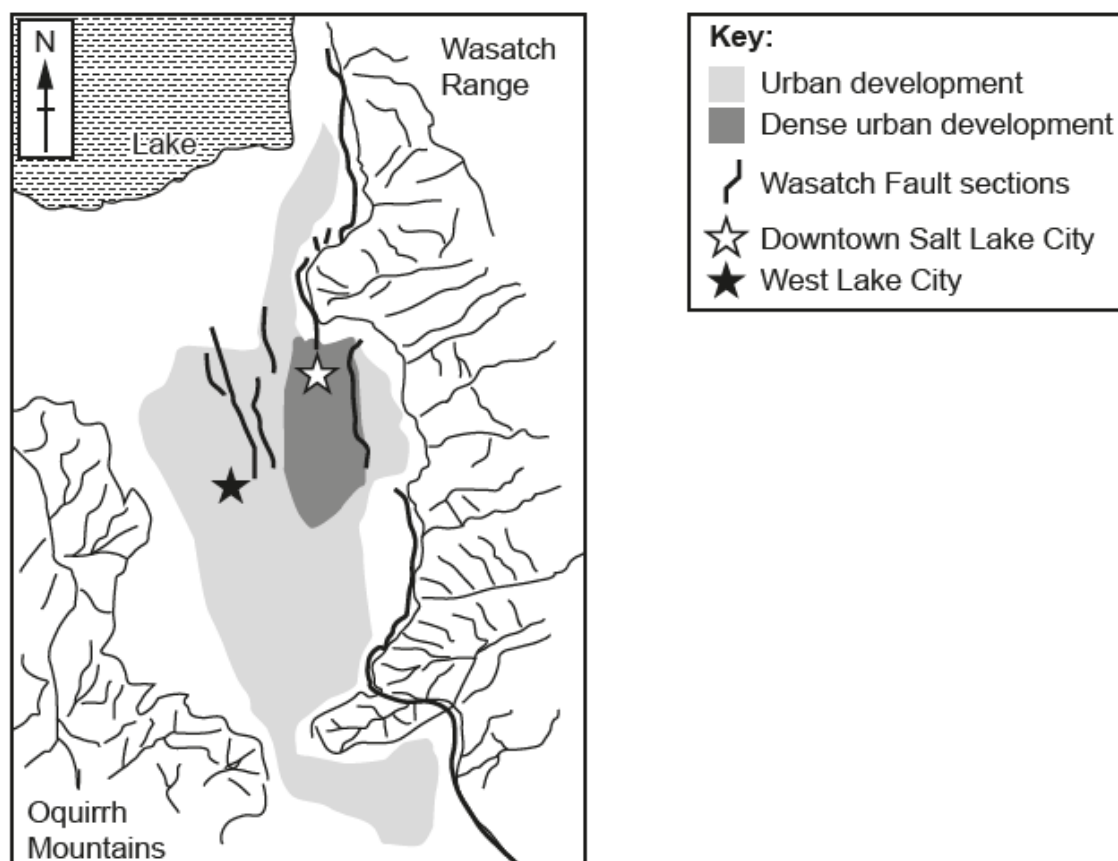 N
Wasatch
Range
Lake
Oquirrh
Mountains
Key:
Urban development
Dense urban development
Wasatch Fault sections
Downtown Salt Lake City
West Lake City